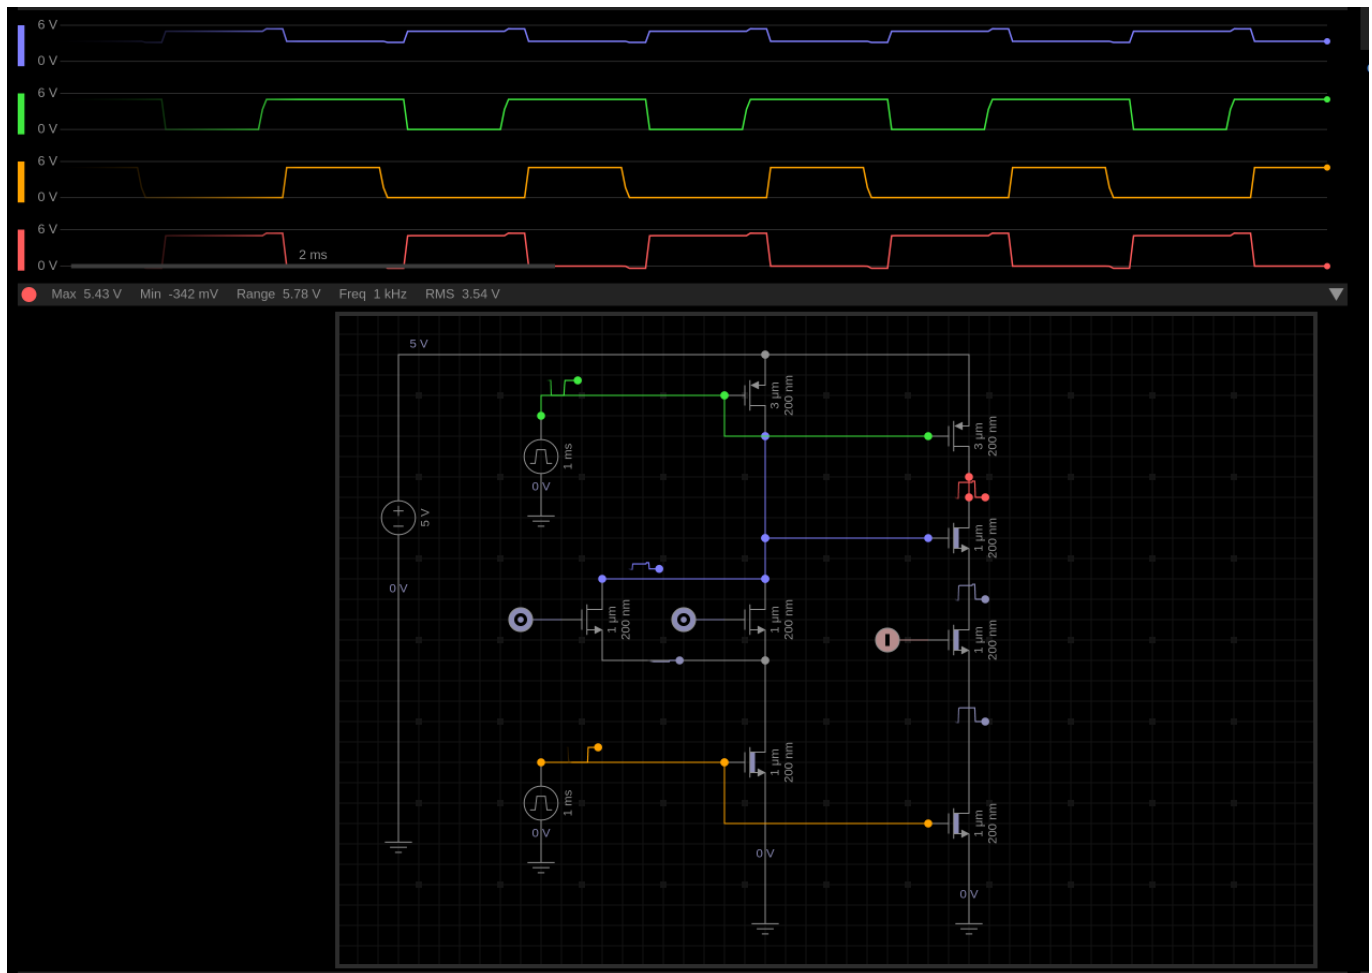 6 V
0 V
6 V
0 V
6 V
0 V
6 V
0 V
2 ms
Max 5.43 V Min -342 mV Range 5.78 V Freq 1 kHz RMS 3.54 V
5 V
3 μm
200 nm
3 μm
200 nm
1 ms
0 V
5 V
1 μm
200 nm
0 V
1 μm
200 nm
1 μm
200 nm
1 μm
200 nm
1 μm
200 nm
1 ms
0 V
1 μm
200 nm
0 V
0 V